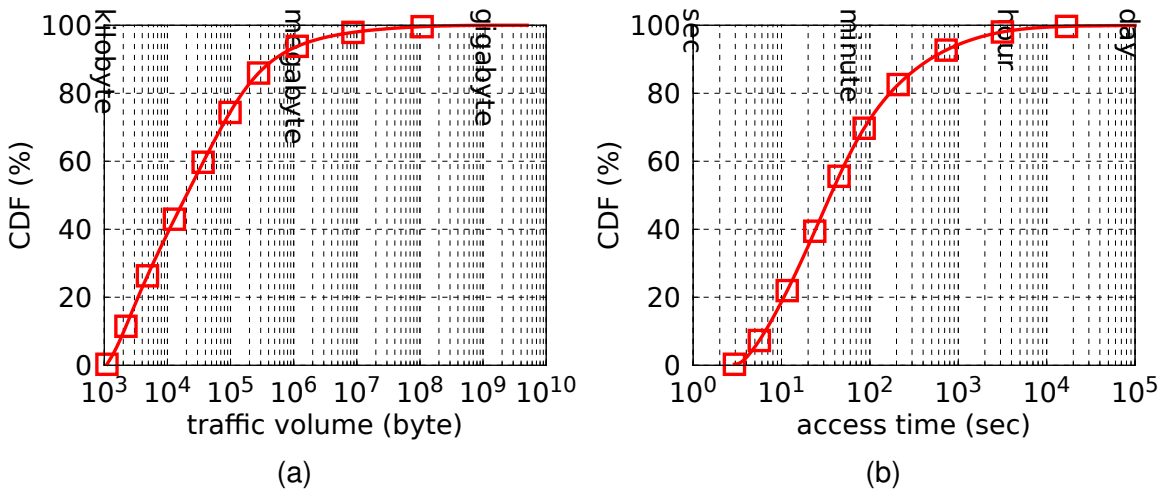 100
80
60
40
20
0
CDF (%)
kilobyte
megabyte
gigabyte
10³ 10⁴ 10⁵ 10⁶ 10⁷ 10⁸ 10⁹ 10¹⁰
traffic volume (byte)
(a)
100
80
60
40
20
0
CDF (%)
sec
minute
hour
day
10⁰ 10¹ 10² 10³ 10⁴ 10⁵
access time (sec)
(b)